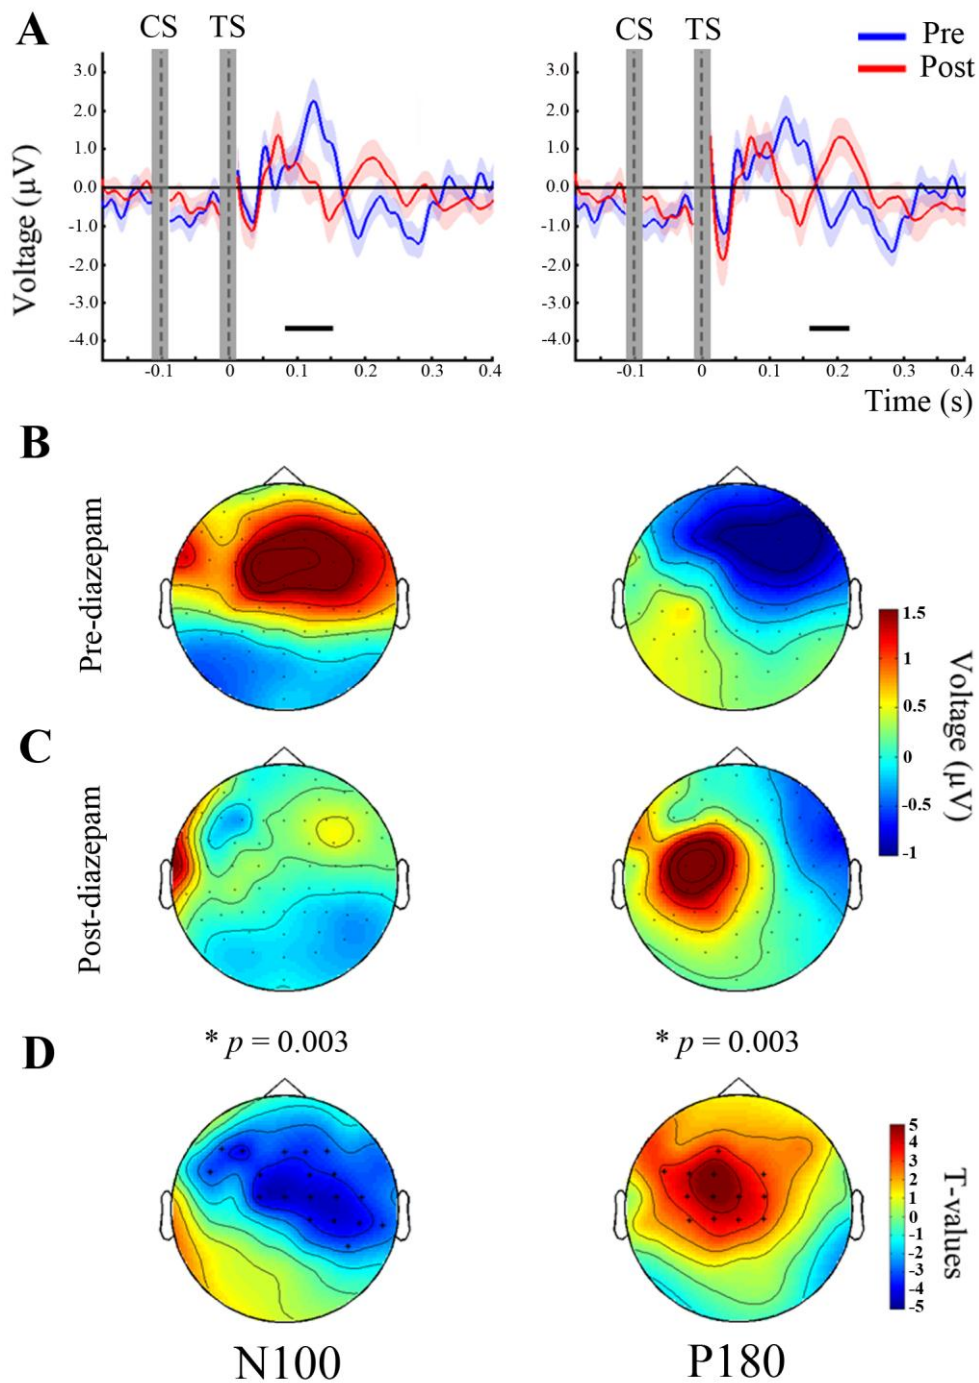 A
CS TS
CS TS
Pre
Post
Voltage (µV)
3.0
2.0
1.0
0.0
-1.0
-2.0
-3.0
-4.0
-0.1 0 0.1 0.2 0.3 0.4
3.0
2.0
1.0
0.0
-1.0
-2.0
-3.0
-4.0
-0.1 0 0.1 0.2 0.3 0.4
Time (s)
B
Pre-diazepam
C
Post-diazepam
1.5
1
0.5
0
-0.5
-1
Voltage (µV)
D
* p = 0.003
* p = 0.003
5
4
3
2
1
0
-1
-2
-3
-4
-5
T-values
N100
P180